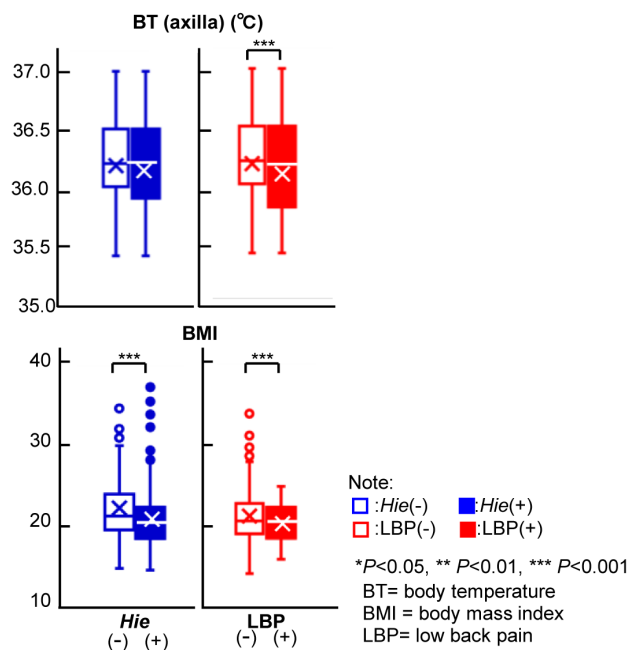 BT (axilla) (℃)
***
37.0
36.5
36.0
35.5
35.0
BMI
40
*** ***
30
20
10
Hie LBP
(-) (+) (-) (+)
Note:
:Hie(-) :Hie(+)
:LBP(-) :LBP(+)
*P<0.05, ** P<0.01, *** P<0.001
BT= body temperature
BMI = body mass index
LBP= low back pain